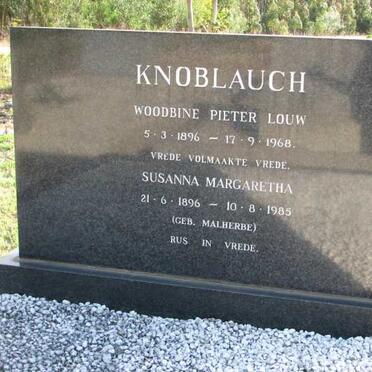 KNOBLAUCH
WOODBINE PIETER LOUW
5 · 3 · 1896 – 17 · 9 · 1968.
VREDE VOLMAAKTE VREDE.
SUSANNA MARGARETHA
21 · 6 · 1896 – 10 · 8 · 1985
(GEB. MALHERBE)
RUS IN VREDE.